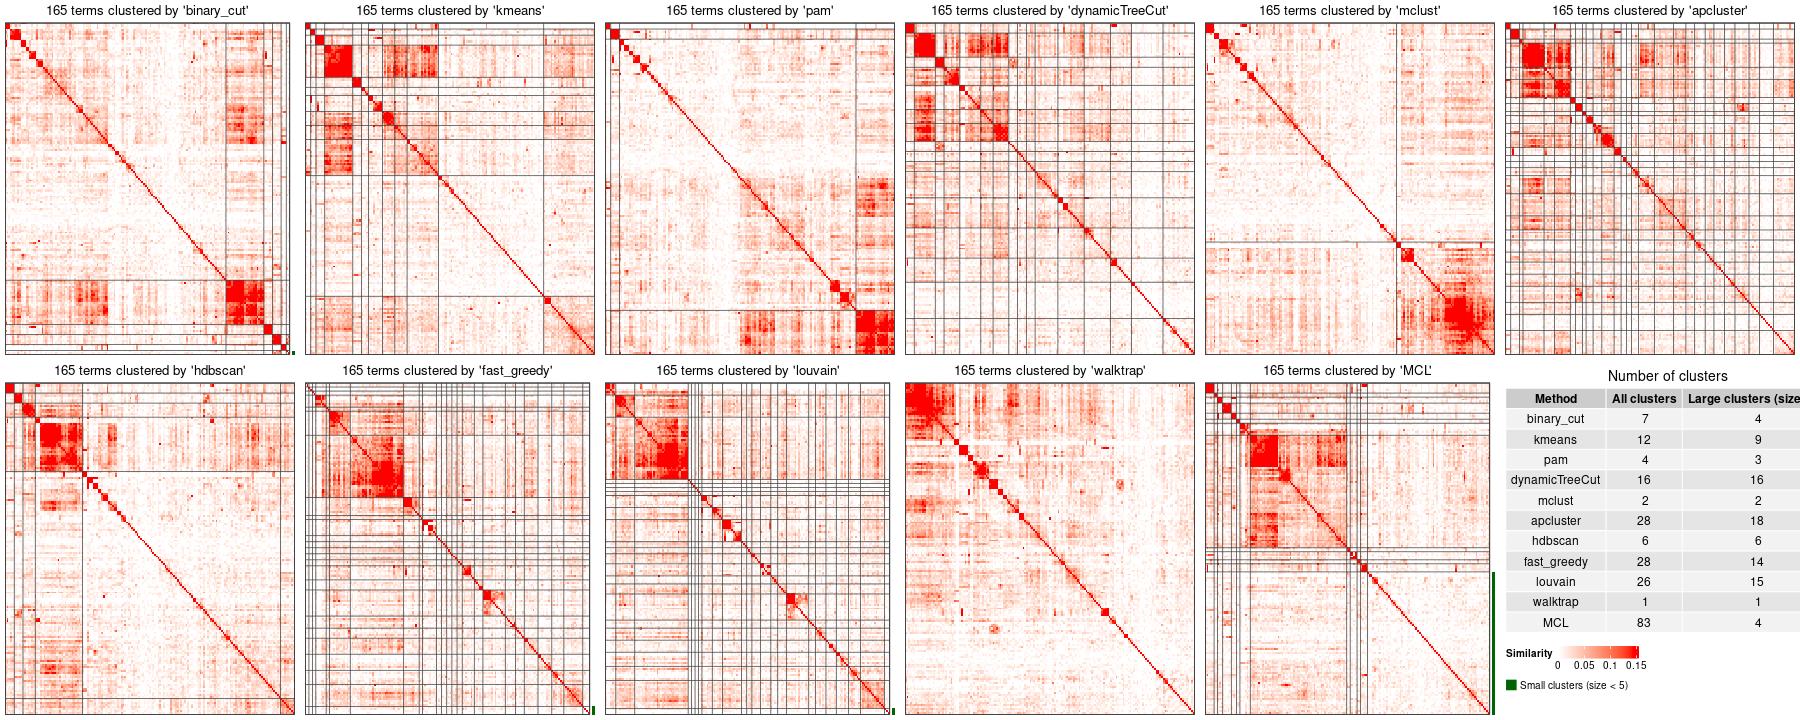 165 terms clustered by 'binary_cut'
165 terms clustered by 'kmeans'
165 terms clustered by 'pam'
165 terms clustered by 'dynamicTreeCut'
165 terms clustered by 'mclust'
165 terms clustered by 'apcluster'
165 terms clustered by 'hdbscan'
165 terms clustered by 'fast_greedy'
165 terms clustered by 'louvain'
165 terms clustered by 'walktrap'
165 terms clustered by 'MCL'
Number of clusters
Method All clusters Large clusters (size
binary_cut 7 4
kmeans 12 9
pam 4 3
dynamicTreeCut 16 16
mclust 2 2
apcluster 28 18
hdbscan 6 6
fast_greedy 28 14
louvain 26 15
walktrap 1 1
MCL 83 4
Similarity
0 0.05 0.1 0.15
Small clusters (size < 5)